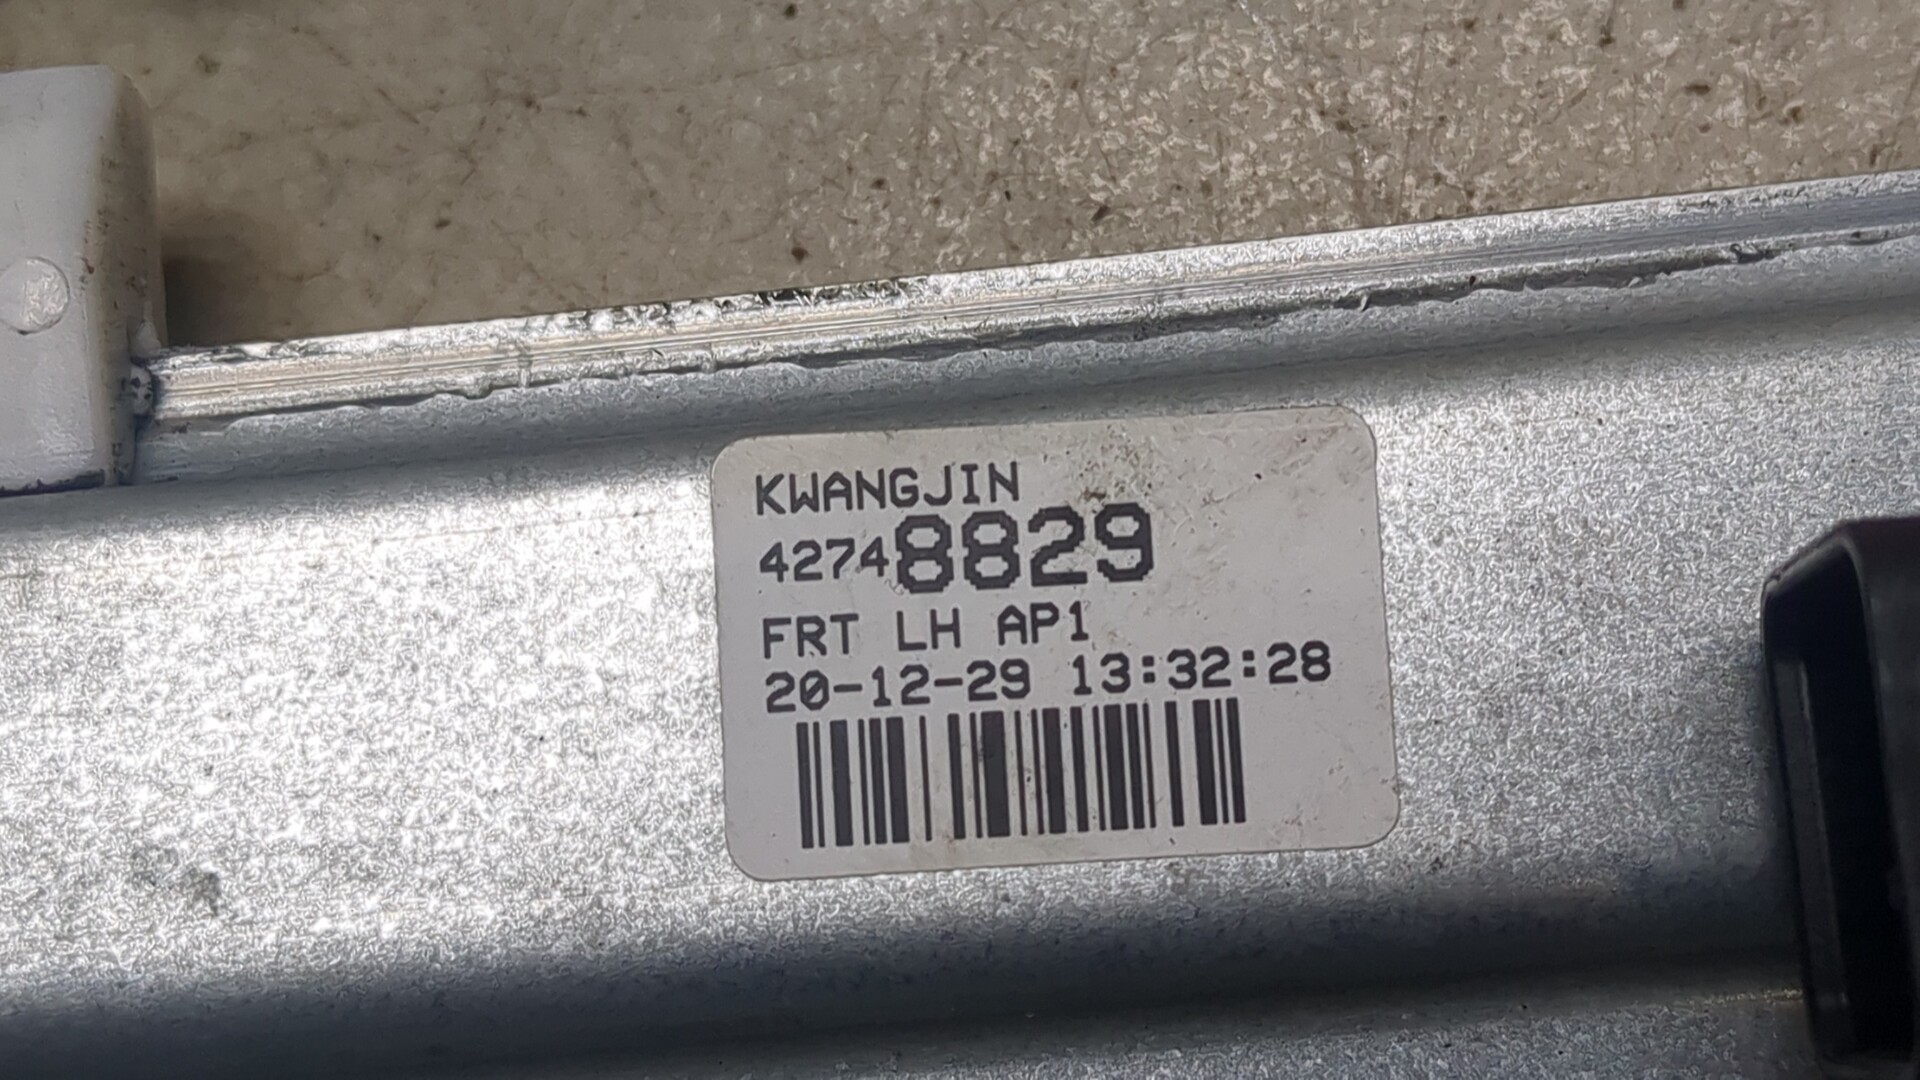 KWANGJIN
42748829
FRT LH AP1
20-12-29 13:32:28